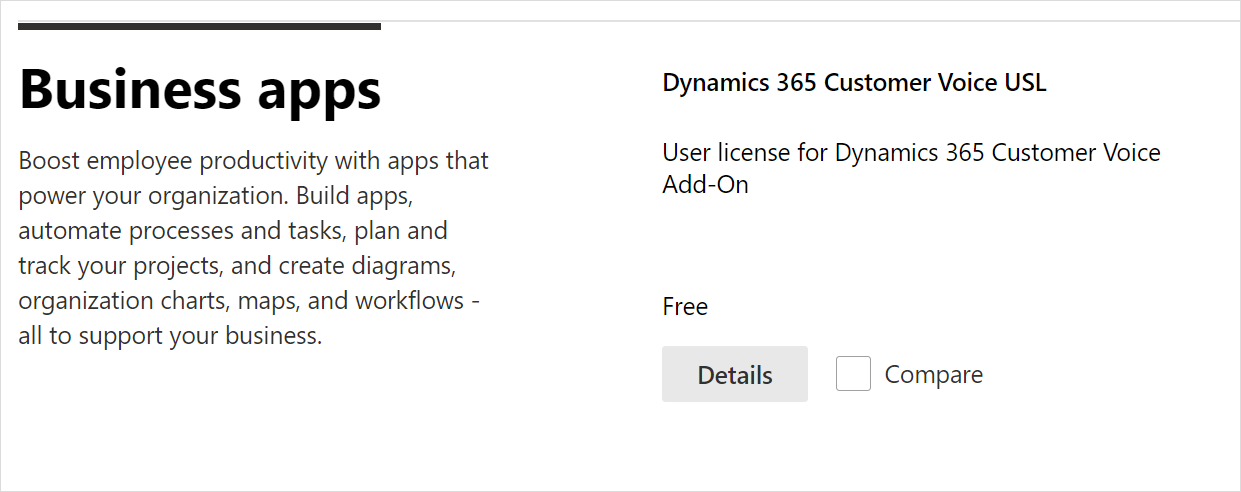 Business apps
Boost employee productivity with apps that
power your organization. Build apps,
automate processes and tasks, plan and
track your projects, and create diagrams,
organization charts, maps, and workflows -
all to support your business.
Dynamics 365 Customer Voice USL
User license for Dynamics 365 Customer Voice
Add-On
Free
Details
Compare